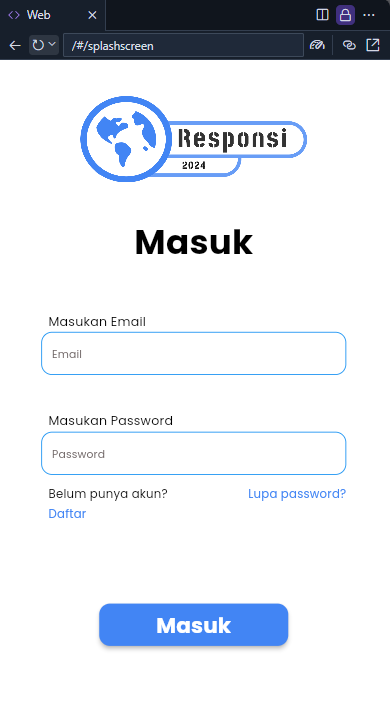 Web
/#/splashscreen
Responsi
2024
Masuk
Masukan Email
Email
Masukan Password
Password
Belum punya akun? Lupa password?
Daftar
Masuk